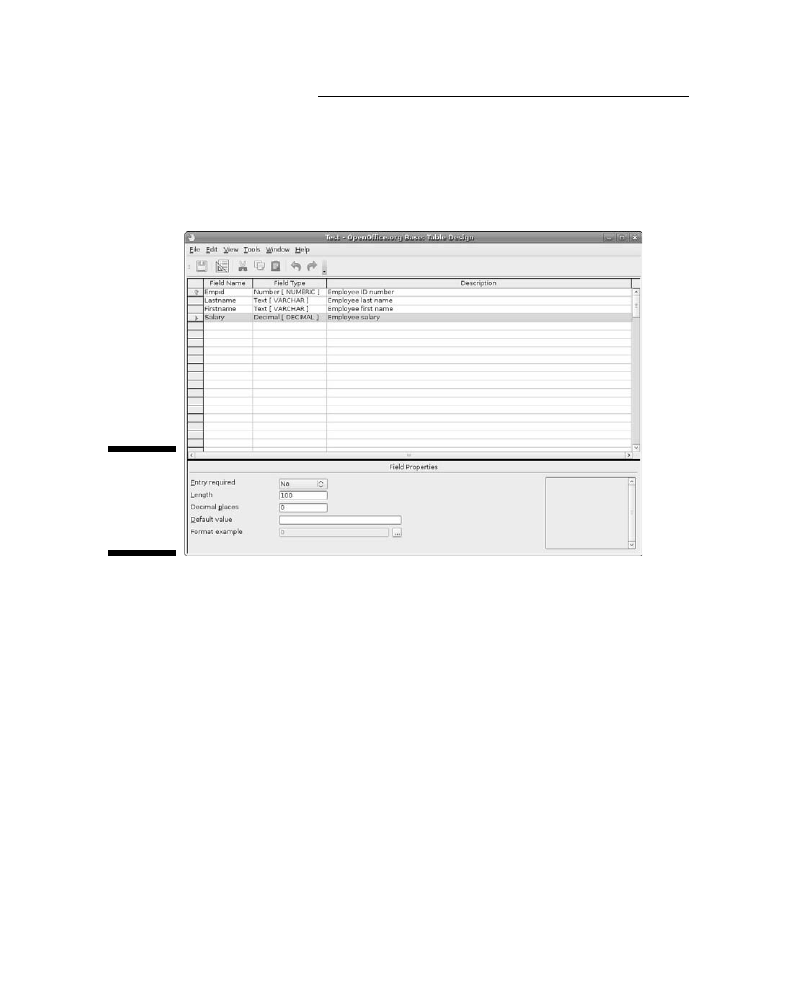 Test - OpenOffice.org Base: Table Design
File Edit View Tools Window Help
Field Name Field Type Description
Empid Number [ NUMERIC ] Employee ID number
Lastname Text [ VARCHAR ] Employee last name
Firstname Text [ VARCHAR ] Employee first name
Salary Decimal [ DECIMAL ] Employee salary
Field Properties
Entry required No
Length 100
Decimal places 0
Default value
Format example 0
...